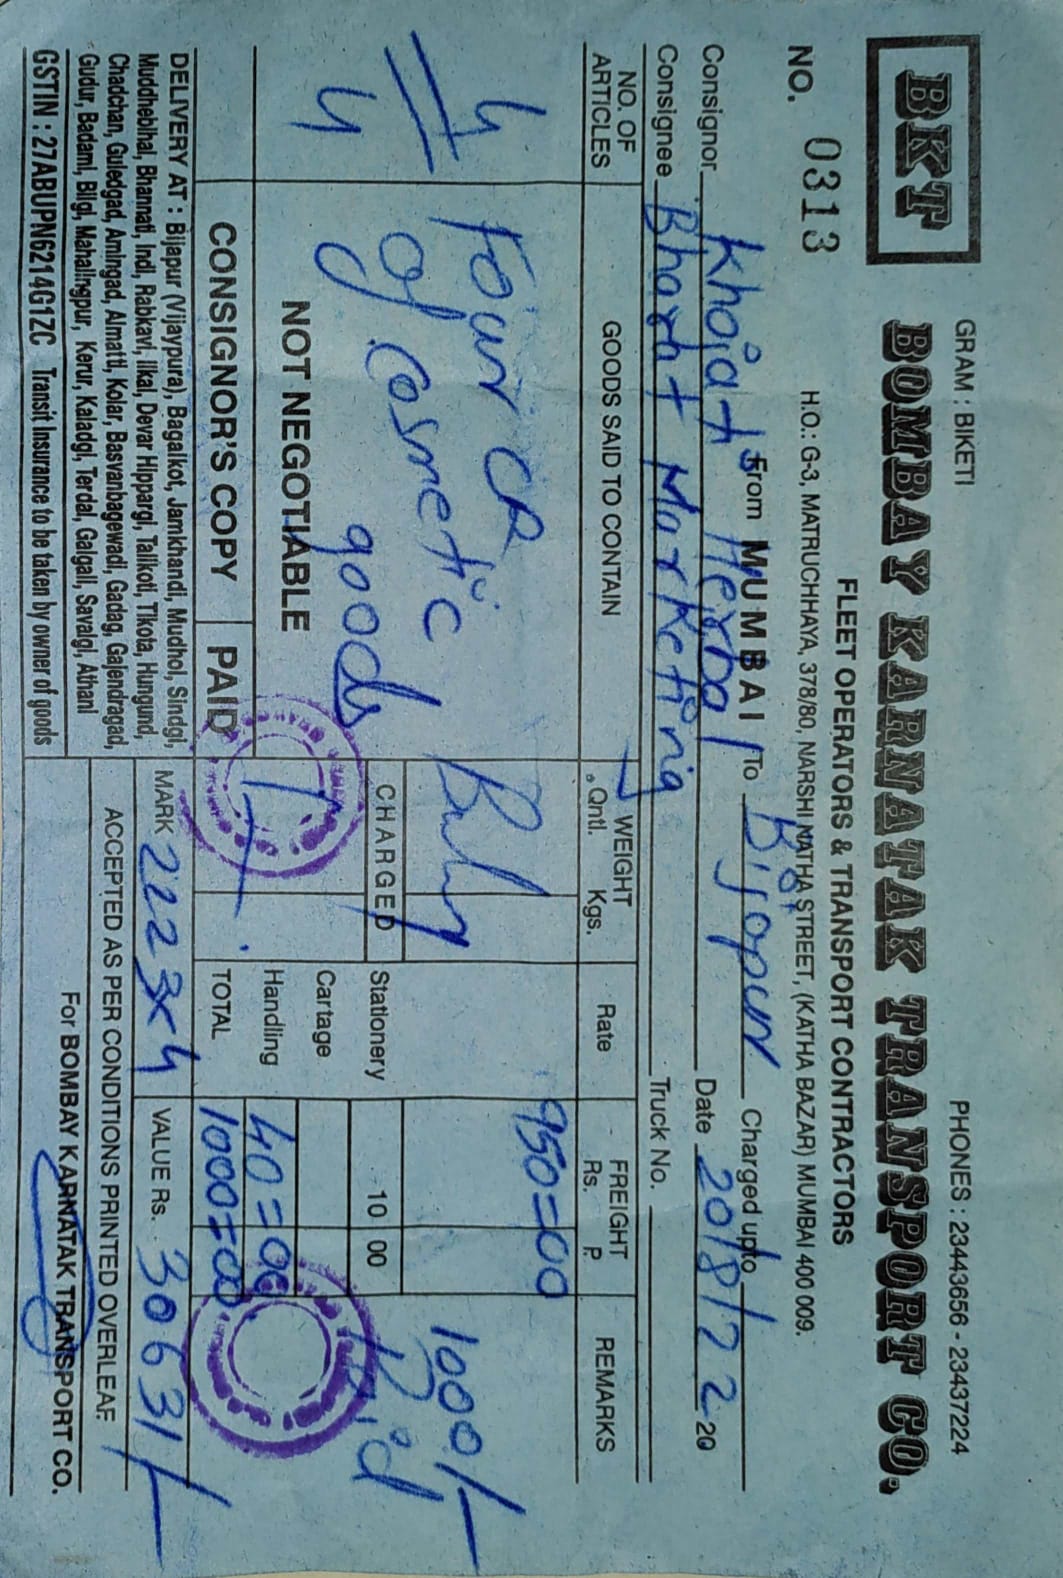 GRAM : BIKETI PHONES : 23443656 - 23437224
BKT BOMBAY KARNATAK TRANSPORT CO.
FLEET OPERATORS & TRANSPORT CONTRACTORS
H.O.: G-3, MATRUCHHAYA, 378/80, NARSHI NATHA STREET, (KATHA BAZAR) MUMBAI 400 009.
NO. 0313 From MUMBAI To Bijapur Charged upto
Consignor Khojati's Herbal Date 20/8/22 20
Consignee Bharht Marketing Truck No.
NO. OF ARTICLES GOODS SAID TO CONTAIN WEIGHT Qntl. Kgs. Rate FREIGHT Rs. P. REMARKS
4 Four CR 950=00
of Cosmetic 1000/-
goods CHARGED Stationery 10 00 Paid
4
NOT NEGOTIABLE Cartage
Handling 40=00
CONSIGNOR'S COPY PAID TOTAL 1000=00
DELIVERY AT : Bijapur (Vijaypura), Bagalkot, Jamkhandi, Mudhol, Sindgi,
Muddheblhal, Bhannati, Indi, Rabkavi, Ilkal, Devar Hippargi, Talikoti, Tikota, Hungund,
Chadchan, Guledgad, Amingad, Almatti, Kolar, Basvanbagewadi, Gadag, Gajendragad,
Gudur, Badami, Bilgi, Mahalingpur, Kerur, Kaladgi, Terdal, Galgali, Savalgi, Athani
GSTIN : 27ABUPN6214G1ZC Transit Insurance to be taken by owner of goods
MARK 2223x4 VALUE Rs. 30631/-
ACCEPTED AS PER CONDITIONS PRINTED OVERLEAF.
For BOMBAY KARNATAK TRANSPORT CO.